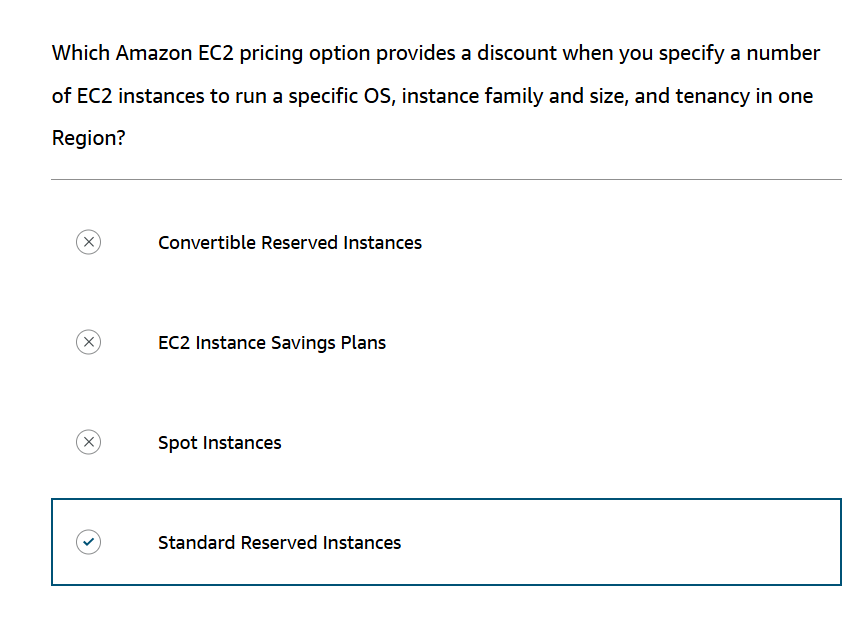 Which Amazon EC2 pricing option provides a discount when you specify a number
of EC2 instances to run a specific OS, instance family and size, and tenancy in one
Region?
Convertible Reserved Instances
EC2 Instance Savings Plans
Spot Instances
Standard Reserved Instances